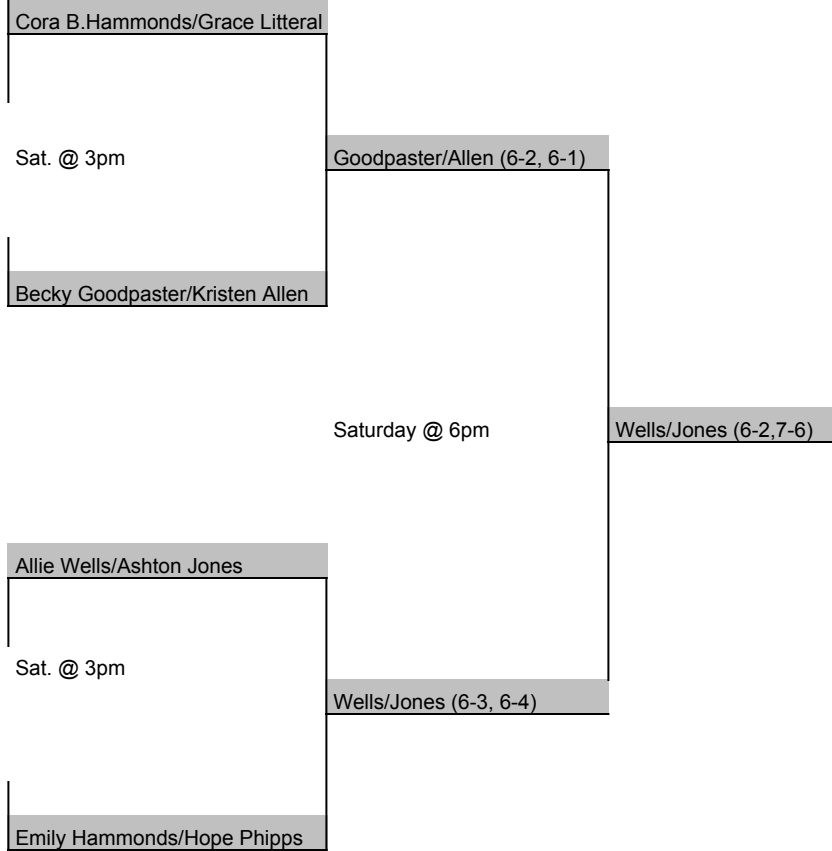 Cora B.Hammonds/Grace Litteral
Sat. @ 3pm
Goodpaster/Allen (6-2, 6-1)
Becky Goodpaster/Kristen Allen
Saturday @ 6pm
Wells/Jones (6-2,7-6)
Allie Wells/Ashton Jones
Sat. @ 3pm
Wells/Jones (6-3, 6-4)
Emily Hammonds/Hope Phipps